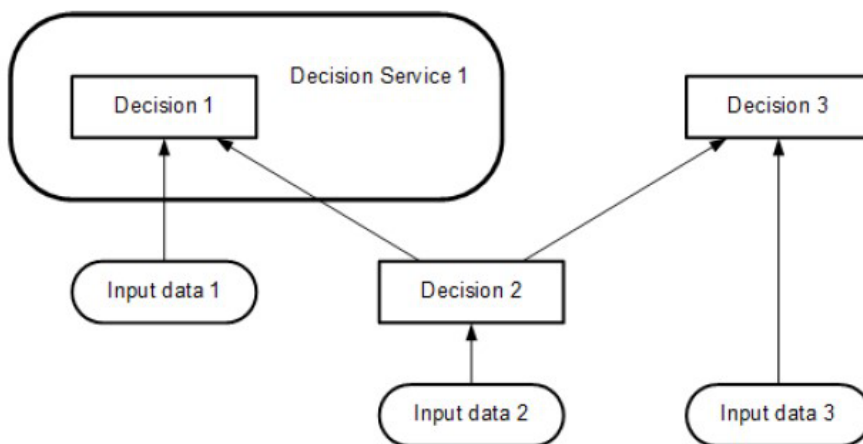 Decision Service 1
Decision 1
Decision 3
Input data 1
Decision 2
Input data 2
Input data 3